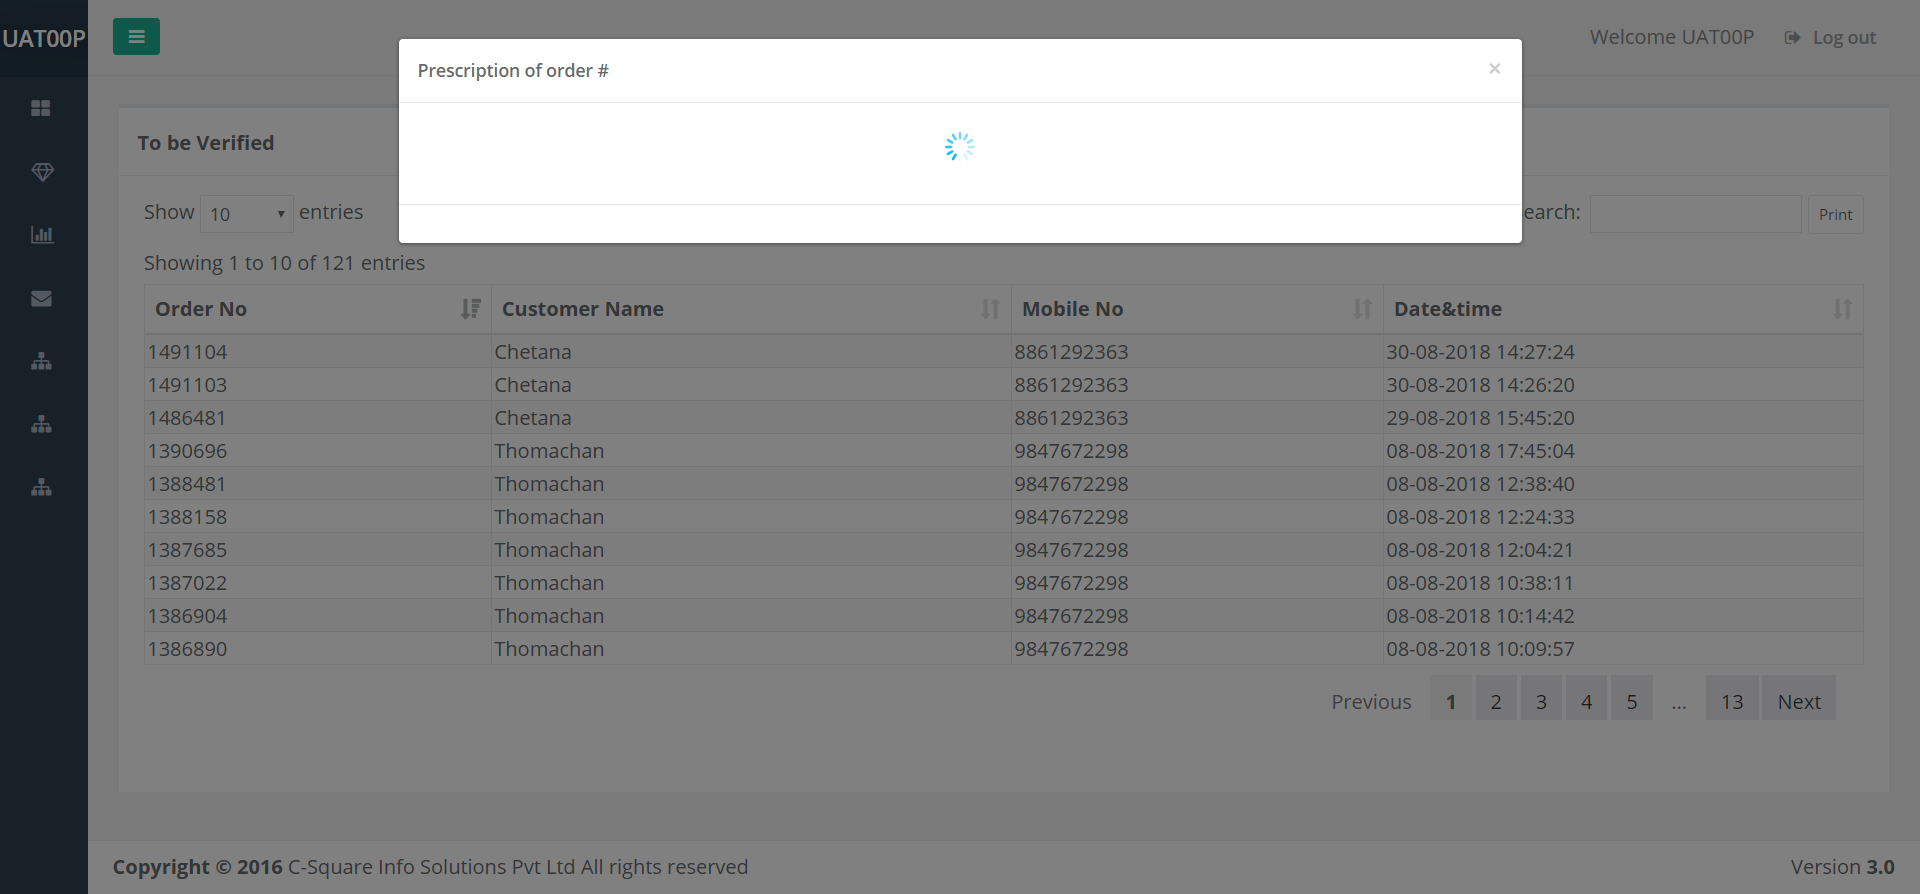 UAT00P
Welcome UAT00P Log out
Prescription of order # ×
To be Verified
Show 10 entries
earch: Print
Showing 1 to 10 of 121 entries
Order No Customer Name Mobile No Date&time
1491104 Chetana 8861292363 30-08-2018 14:27:24
1491103 Chetana 8861292363 30-08-2018 14:26:20
1486481 Chetana 8861292363 29-08-2018 15:45:20
1390696 Thomachan 9847672298 08-08-2018 17:45:04
1388481 Thomachan 9847672298 08-08-2018 12:38:40
1388158 Thomachan 9847672298 08-08-2018 12:24:33
1387685 Thomachan 9847672298 08-08-2018 12:04:21
1387022 Thomachan 9847672298 08-08-2018 10:38:11
1386904 Thomachan 9847672298 08-08-2018 10:14:42
1386890 Thomachan 9847672298 08-08-2018 10:09:57
Previous 1 2 3 4 5 ... 13 Next
Copyright © 2016 C-Square Info Solutions Pvt Ltd All rights reserved
Version 3.0